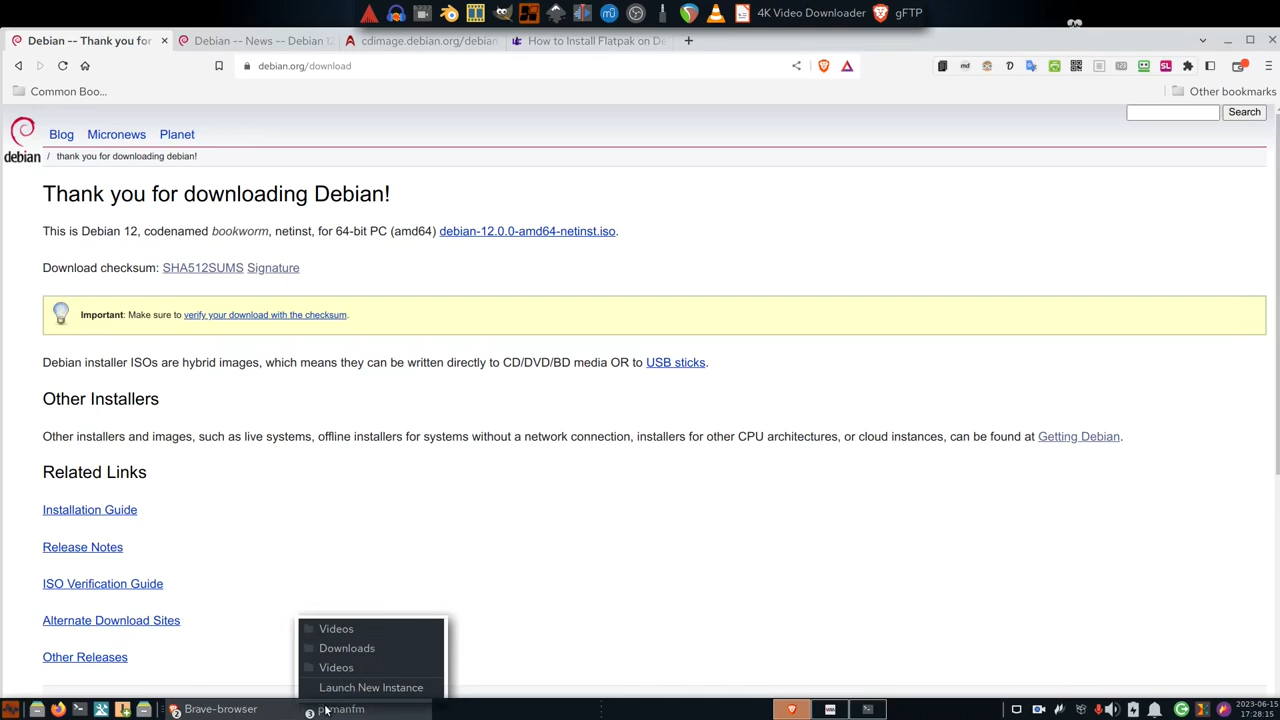 4K Video Downloader gFTP
Debian -- Thank you for Debian -- News -- Debian 12 cdimage.debian.org/debian How to Install Flatpak on De
debian.org/download
Common Boo... Other bookmarks
Search
Blog Micronews Planet
debian / thank you for downloading debian!
Thank you for downloading Debian!
This is Debian 12, codenamed bookworm, netinst, for 64-bit PC (amd64) debian-12.0.0-amd64-netinst.iso.
Download checksum: SHA512SUMS Signature
Important: Make sure to verify your download with the checksum.
Debian installer ISOs are hybrid images, which means they can be written directly to CD/DVD/BD media OR to USB sticks.
Other Installers
Other installers and images, such as live systems, offline installers for systems without a network connection, installers for other CPU architectures, or cloud instances, can be found at Getting Debian.
Related Links
Installation Guide
Release Notes
ISO Verification Guide
Alternate Download Sites
Other Releases
Videos
Downloads
Videos
Launch New Instance
2 Brave-browser 3 pcmanfm
2023-06-15
17:28:15